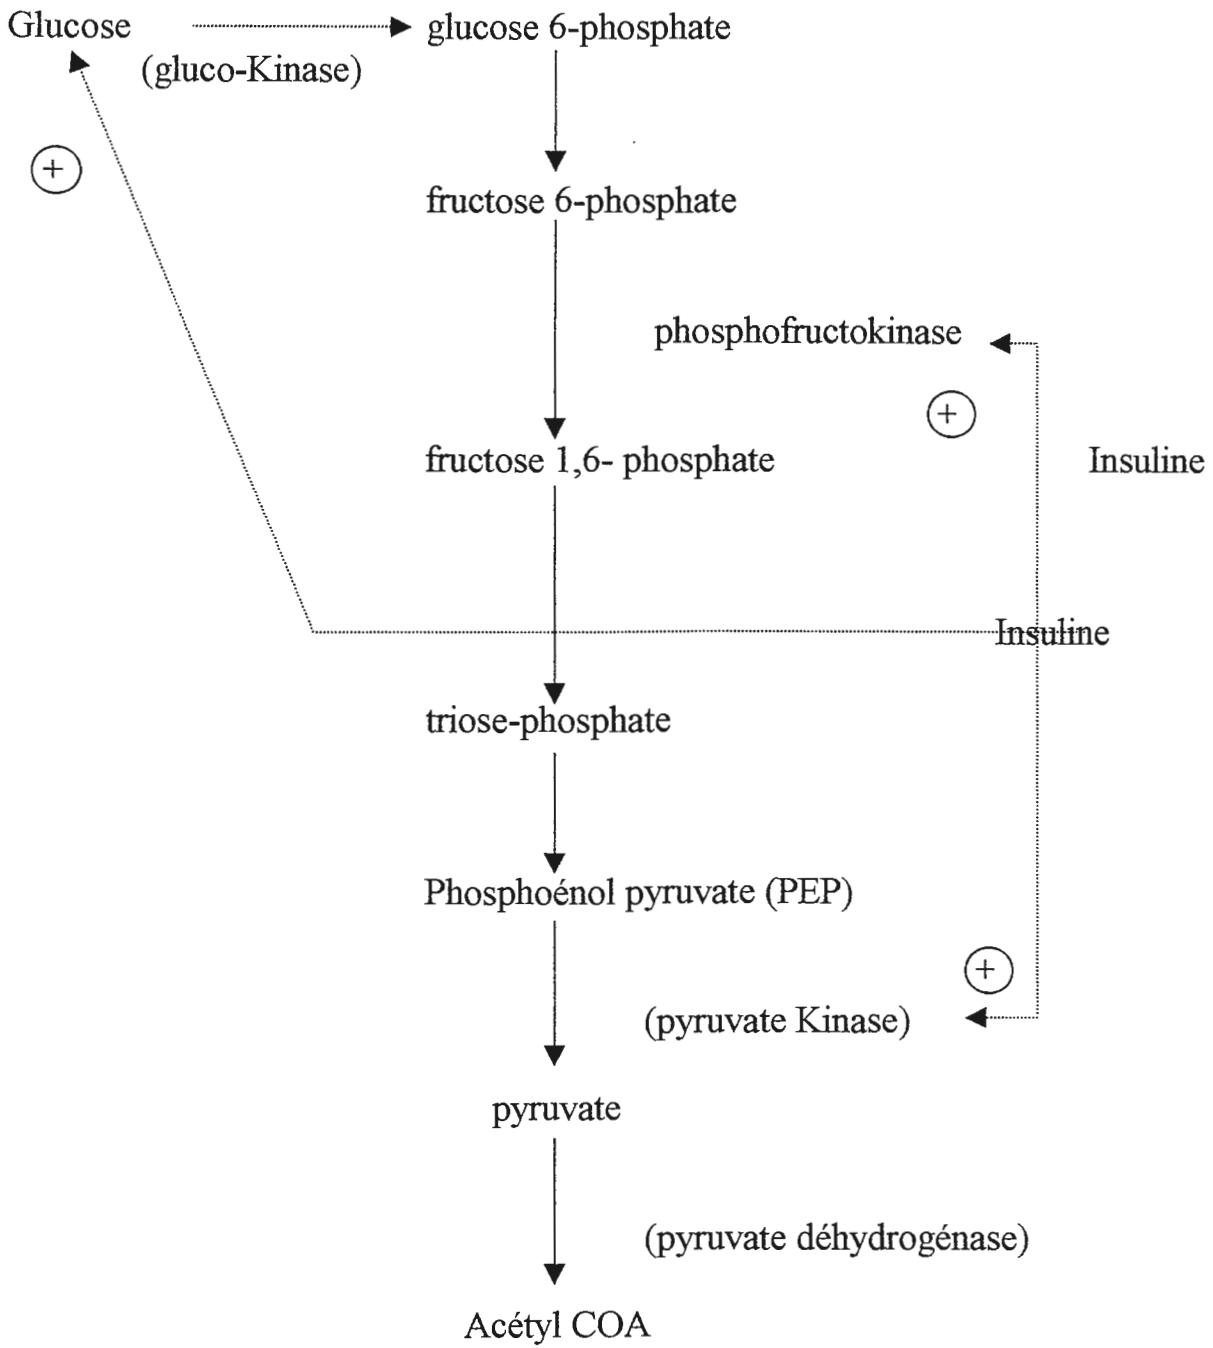 Glucose
glucose 6-phosphate
(gluco-Kinase)
+
fructose 6-phosphate
phosphofructokinase
+
fructose 1,6- phosphate
Insuline
Insuline
triose-phosphate
Phosphoénol pyruvate (PEP)
+
(pyruvate Kinase)
pyruvate
(pyruvate déhydrogénase)
Acétyl COA